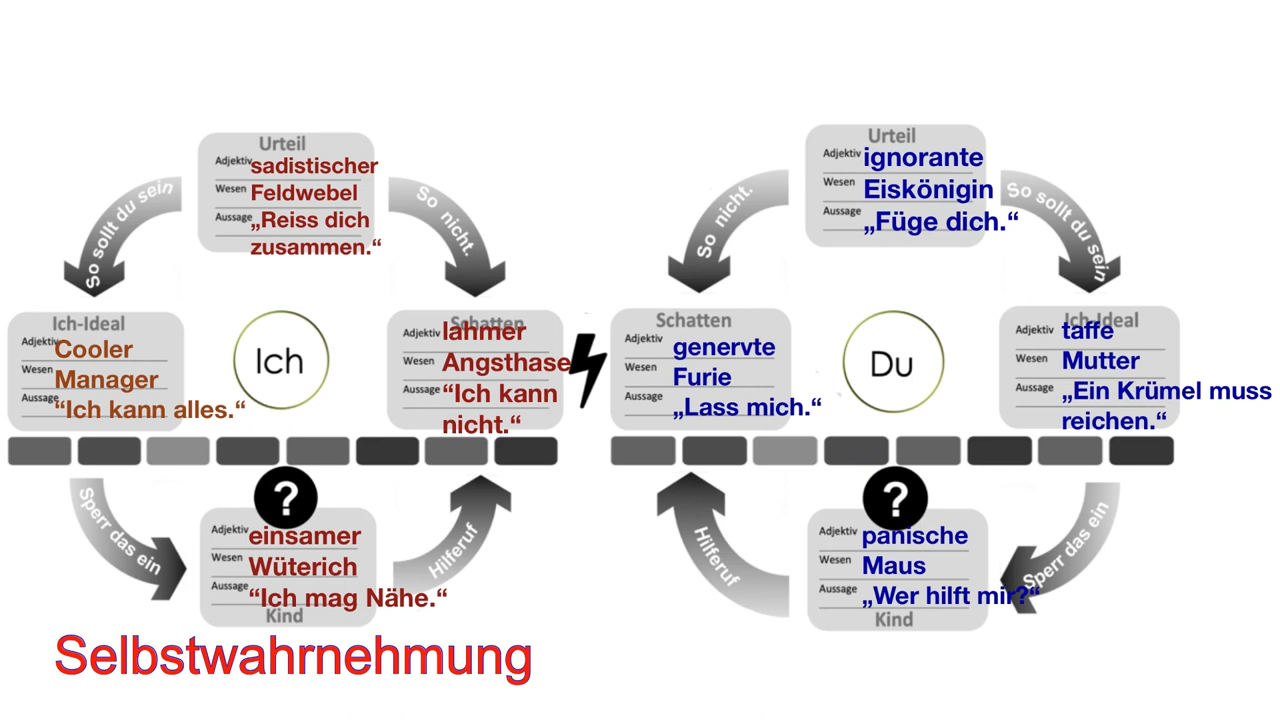 Urteil
Adjektiv sadistischer
Wesen Feldwebel
Aussage „Reiss dich
zusammen.“
So sollt du sein
So nicht.
Ich-Ideal
Adjektiv Cooler
Wesen Manager
Aussage “Ich kann alles.“
Ich
Schatten
Adjektiv lahmer
Wesen Angsthase
Aussage “Ich kann
nicht.“
Sperr das ein
?
Adjektiv einsamer
Wesen Wüterich
Aussage “Ich mag Nähe.“
Kind
Hilferuf
Urteil
Adjektiv ignorante
Wesen Eiskönigin
Aussage „Füge dich.“
So nicht.
So sollt du sein
Schatten
Adjektiv genervte
Wesen Furie
Aussage „Lass mich.“
Du
Ich-Ideal
Adjektiv taffe
Wesen Mutter
Aussage „Ein Krümel muss
reichen.“
Hilferuf
?
Adjektiv panische
Wesen Maus
Aussage „Wer hilft mir?“
Kind
Sperr das ein
Selbstwahrnehmung